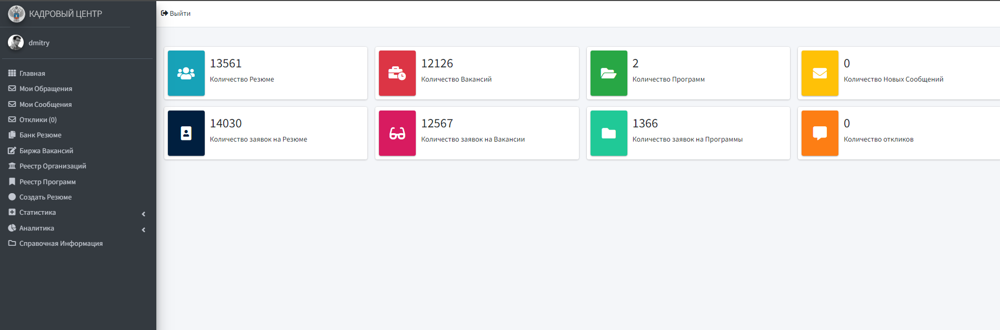 КАДРОВЫЙ ЦЕНТР
Выйти
dmitry
Главная
Мои Обращения
Мои Сообщения
Отклики (0)
Банк Резюме
Биржа Вакансий
Реестр Организаций
Реестр Программ
Создать Резюме
Статистика
Аналитика
Справочная Информация
13561
Количество Резюме
12126
Количество Вакансий
2
Количество Программ
0
Количество Новых Сообщений
14030
Количество заявок на Резюме
12567
Количество заявок на Вакансии
1366
Количество заявок на Программы
0
Количество откликов